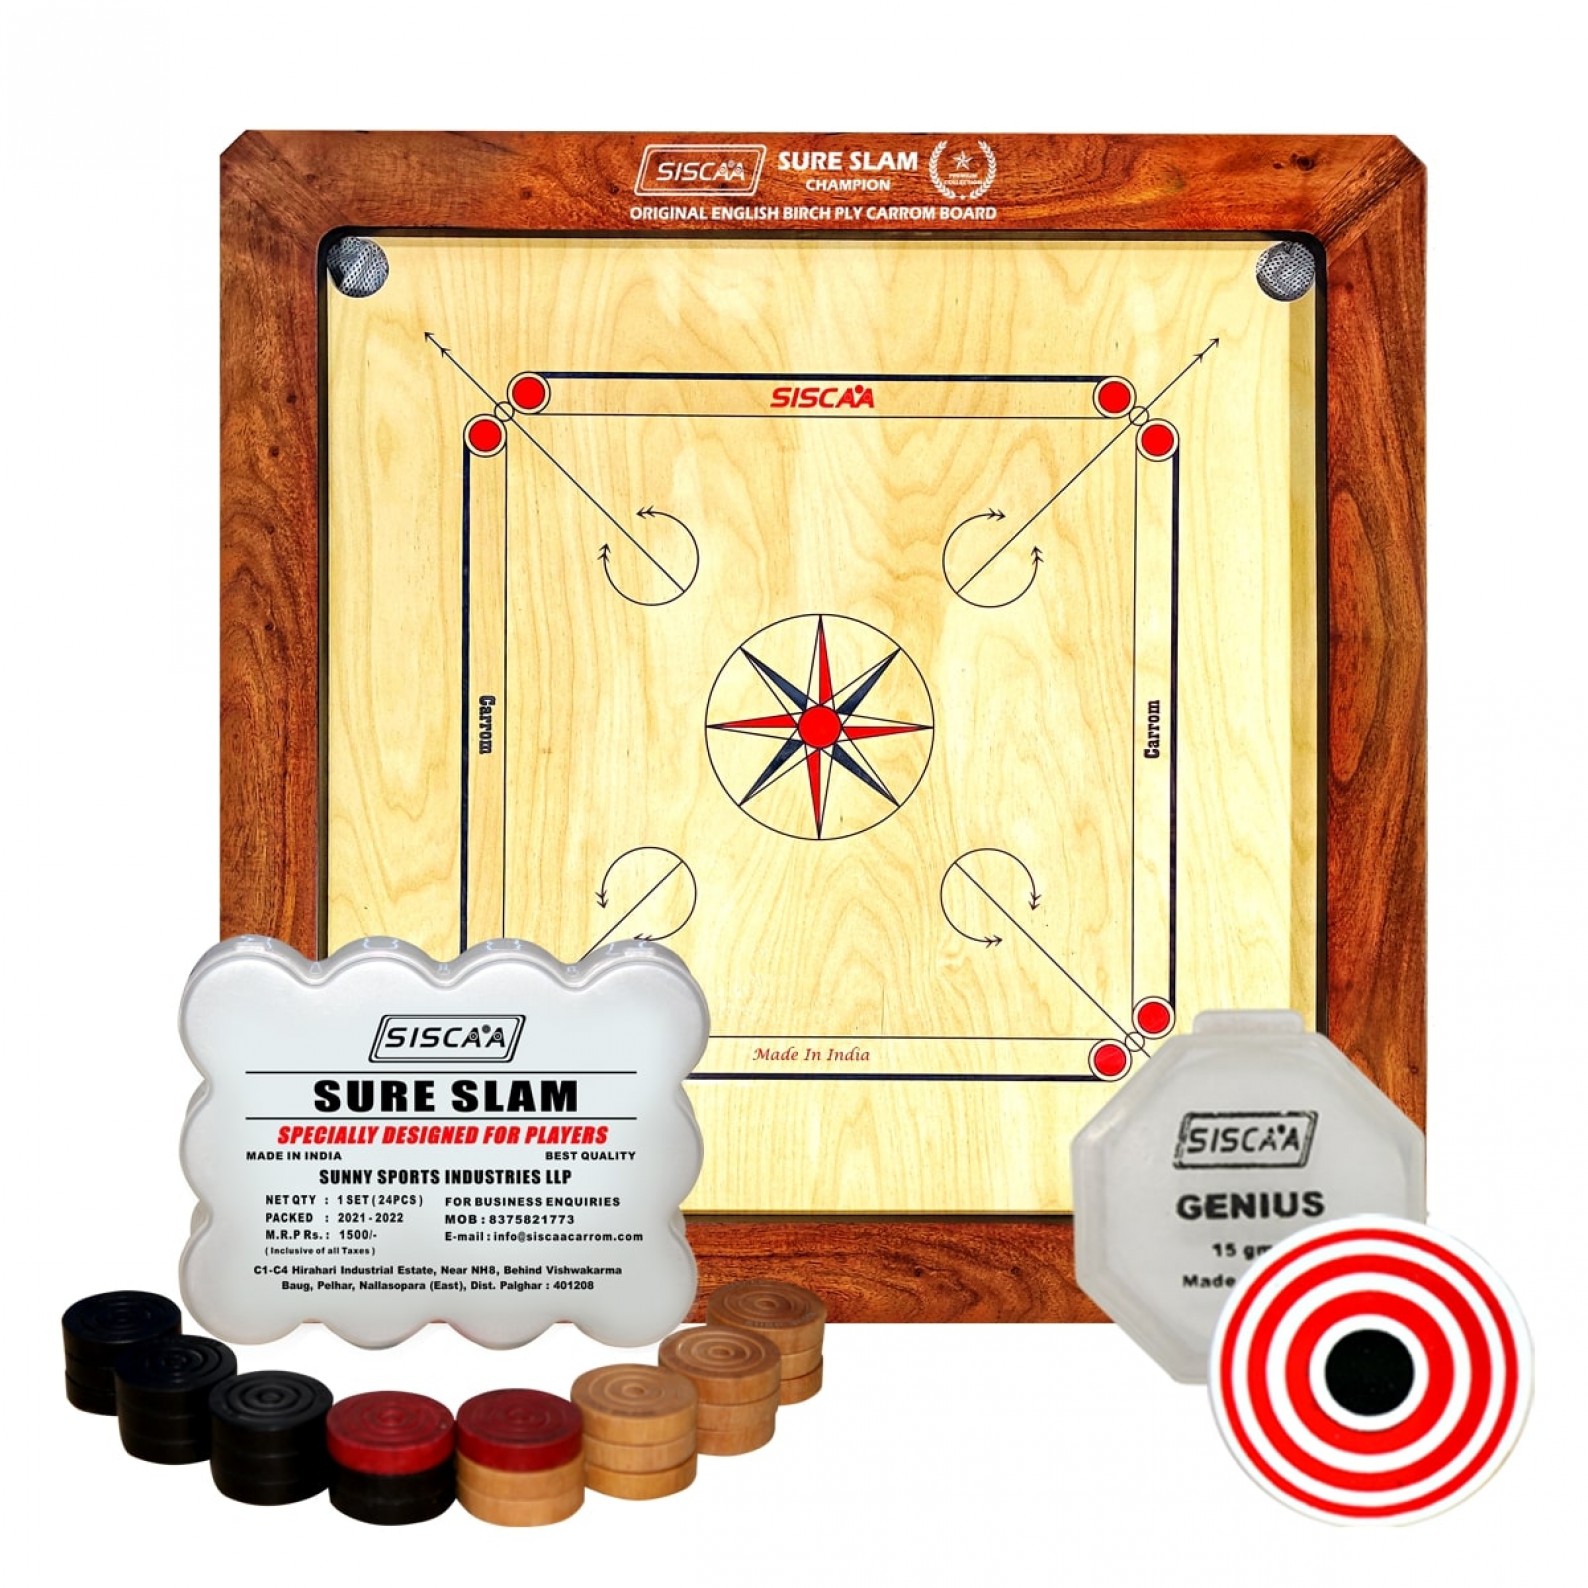 SISCAA
SURE SLAM
CHAMPION
PREMIUM
COLLECTION
ORIGINAL ENGLISH BIRCH PLY CARROM BOARD
SISCAA
Carrom
Carrom
Made In India
SISCAA
SURE SLAM
SPECIALLY DESIGNED FOR PLAYERS
MADE IN INDIA BEST QUALITY
SUNNY SPORTS INDUSTRIES LLP
NET QTY : 1 SET ( 24PCS ) FOR BUSINESS ENQUIRIES
PACKED : 2021 - 2022 MOB : 8375821773
M.R.P Rs. : 1500/- E-mail : info@siscaacarrom.com
( Inclusive of all Taxes )
C1-C4 Hirahari Industrial Estate, Near NH8, Behind Vishwakarma
Baug, Pelhar, Nallasopara (East), Dist. Palghar : 401208
SISCAA
GENIUS
15 gm
Made